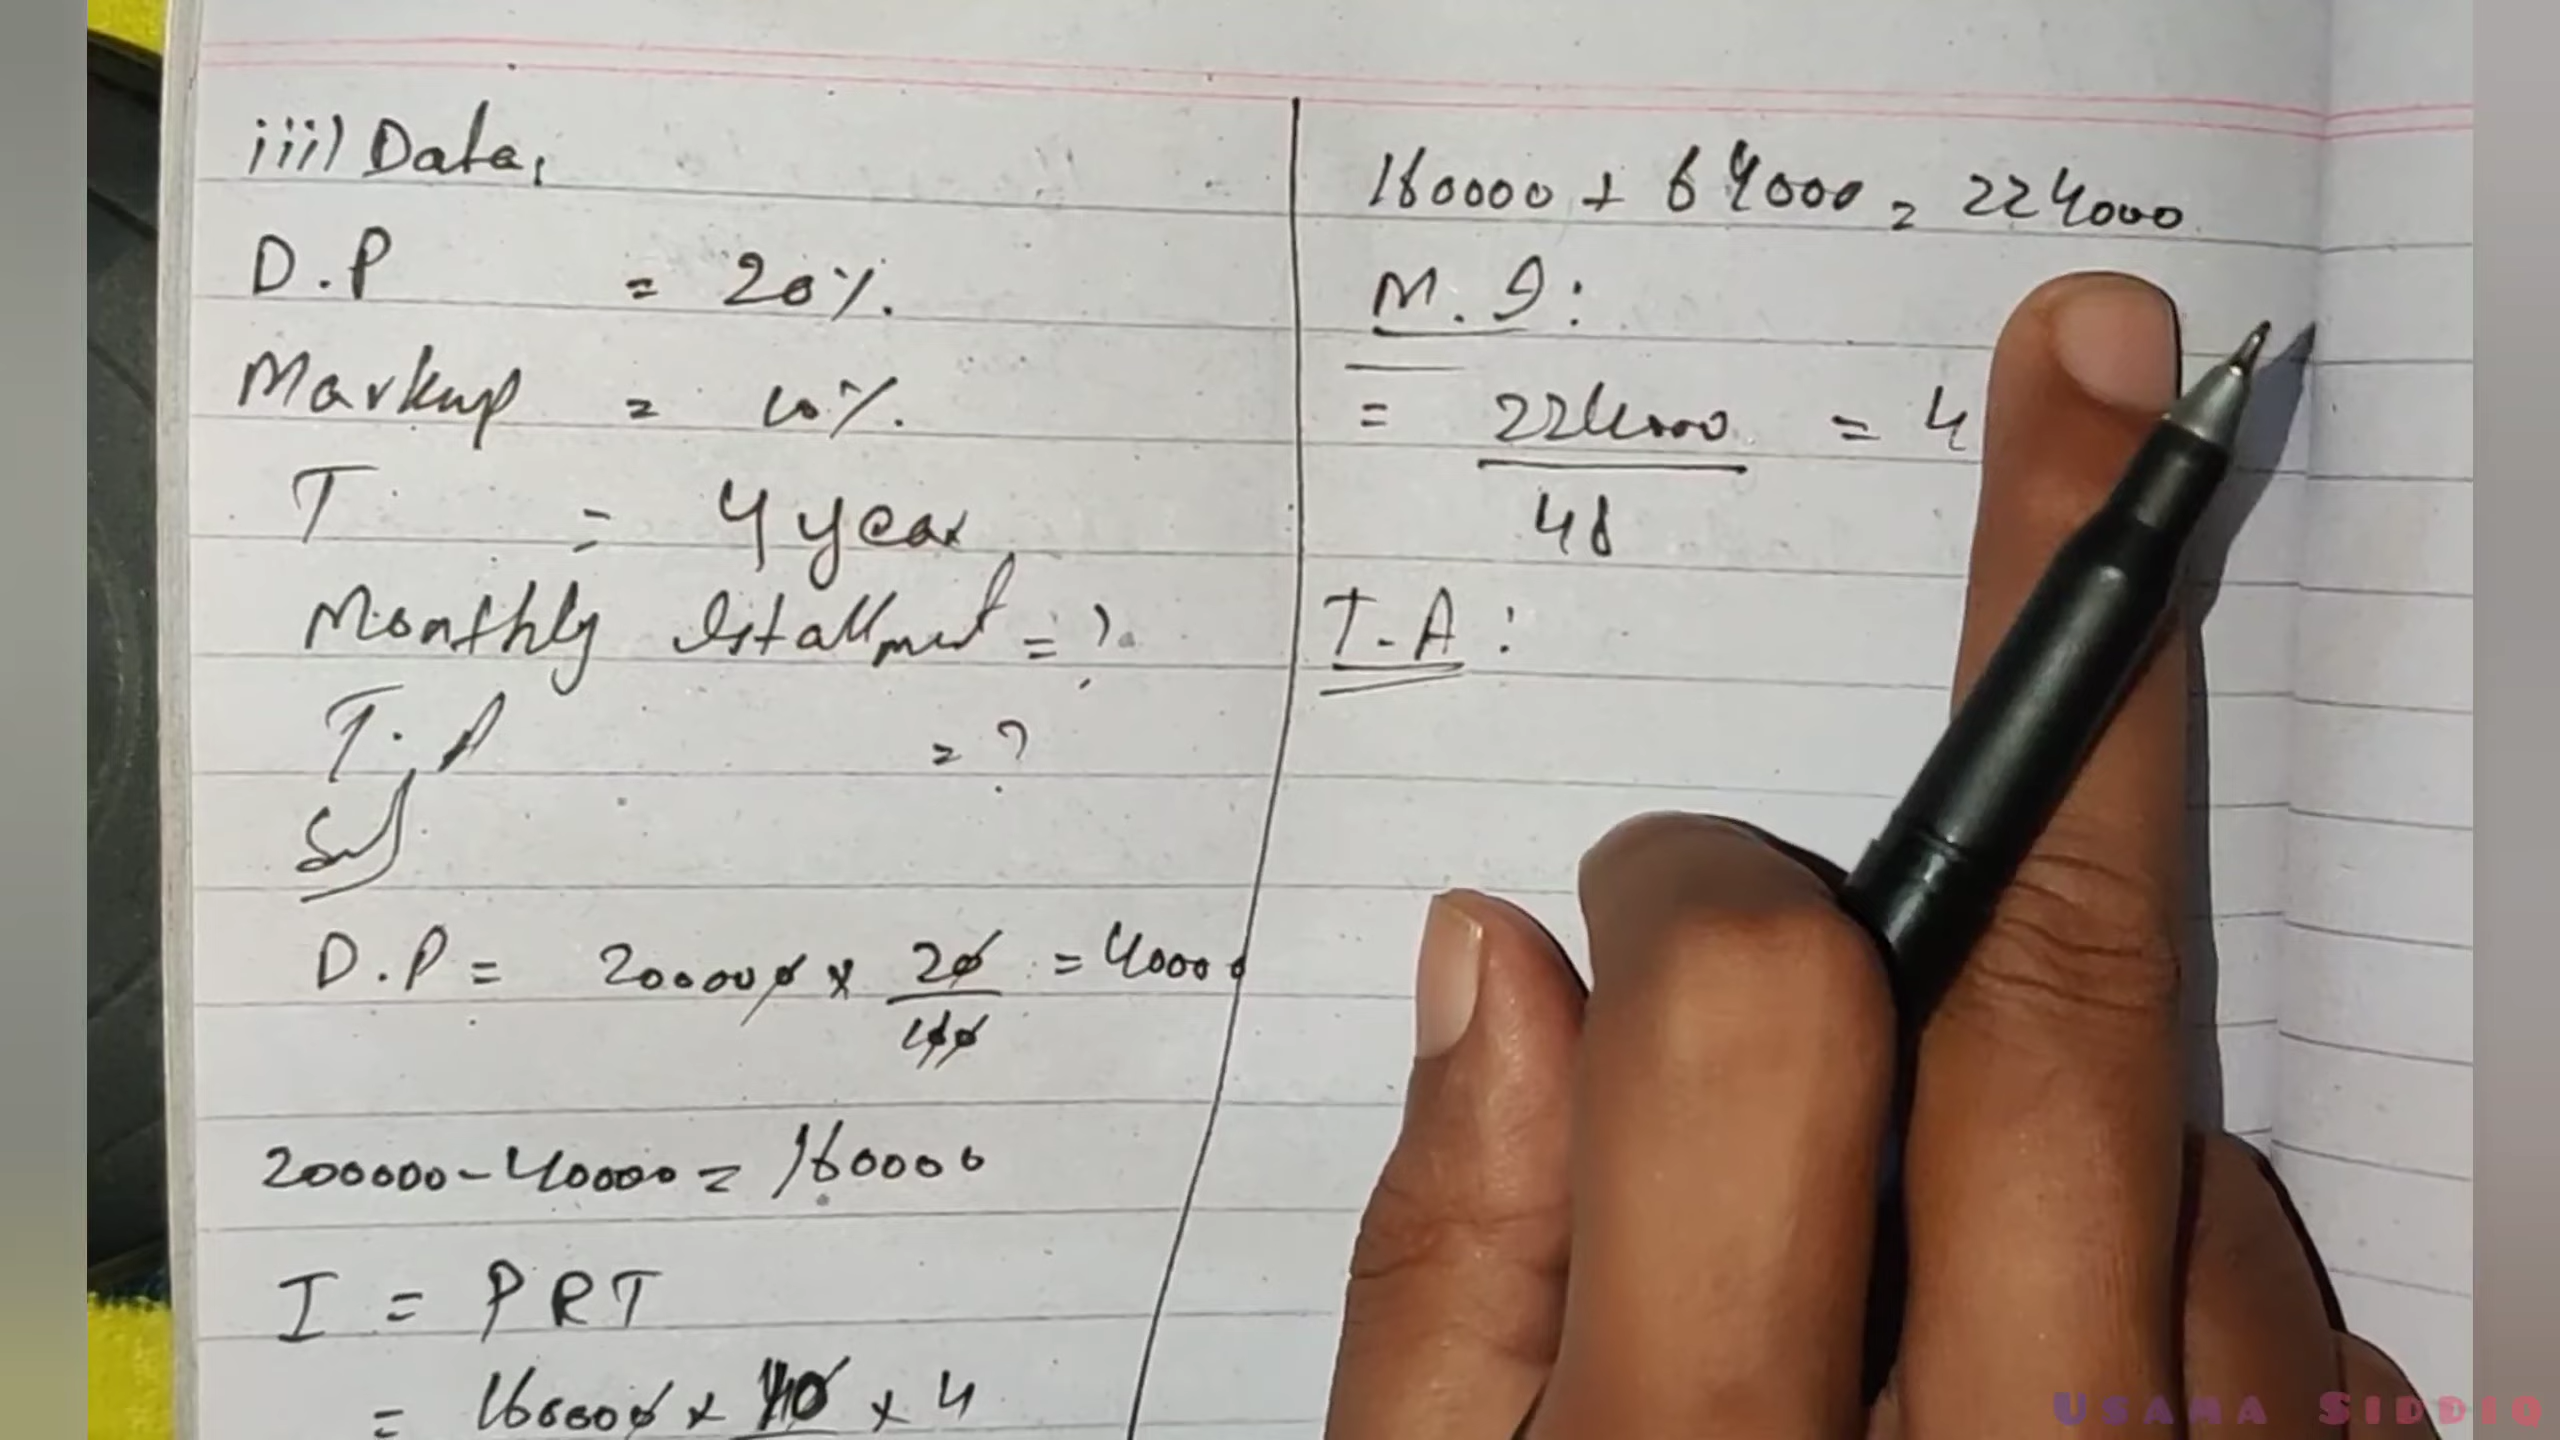 iii) Data,
D.P = 20%.
Markup = 10%.
T = 4 year
Monthly Istallment = ?
T. A = ?
Sol
D.P = 200000 x 20/100 = 40000
200000 - 40000 = 160000
I = PRT
= 160000 x 10 x 4
160000 + 64000 = 224000
M. I :
= 224000/48 = 4
T-A :
USAMA SIDDIQ